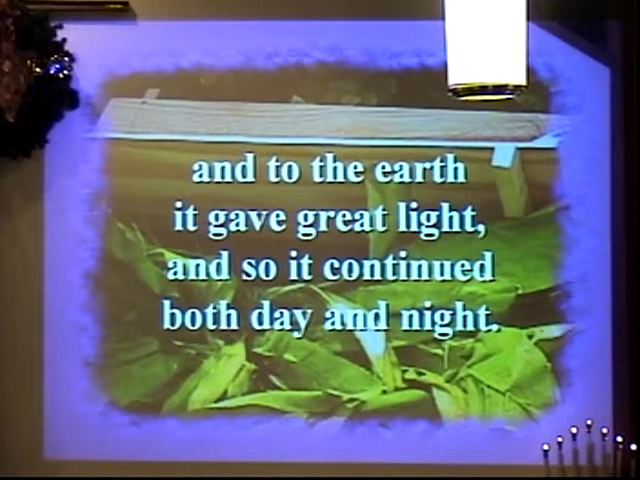 and to the earth
it gave great light,
and so it continued
both day and night.